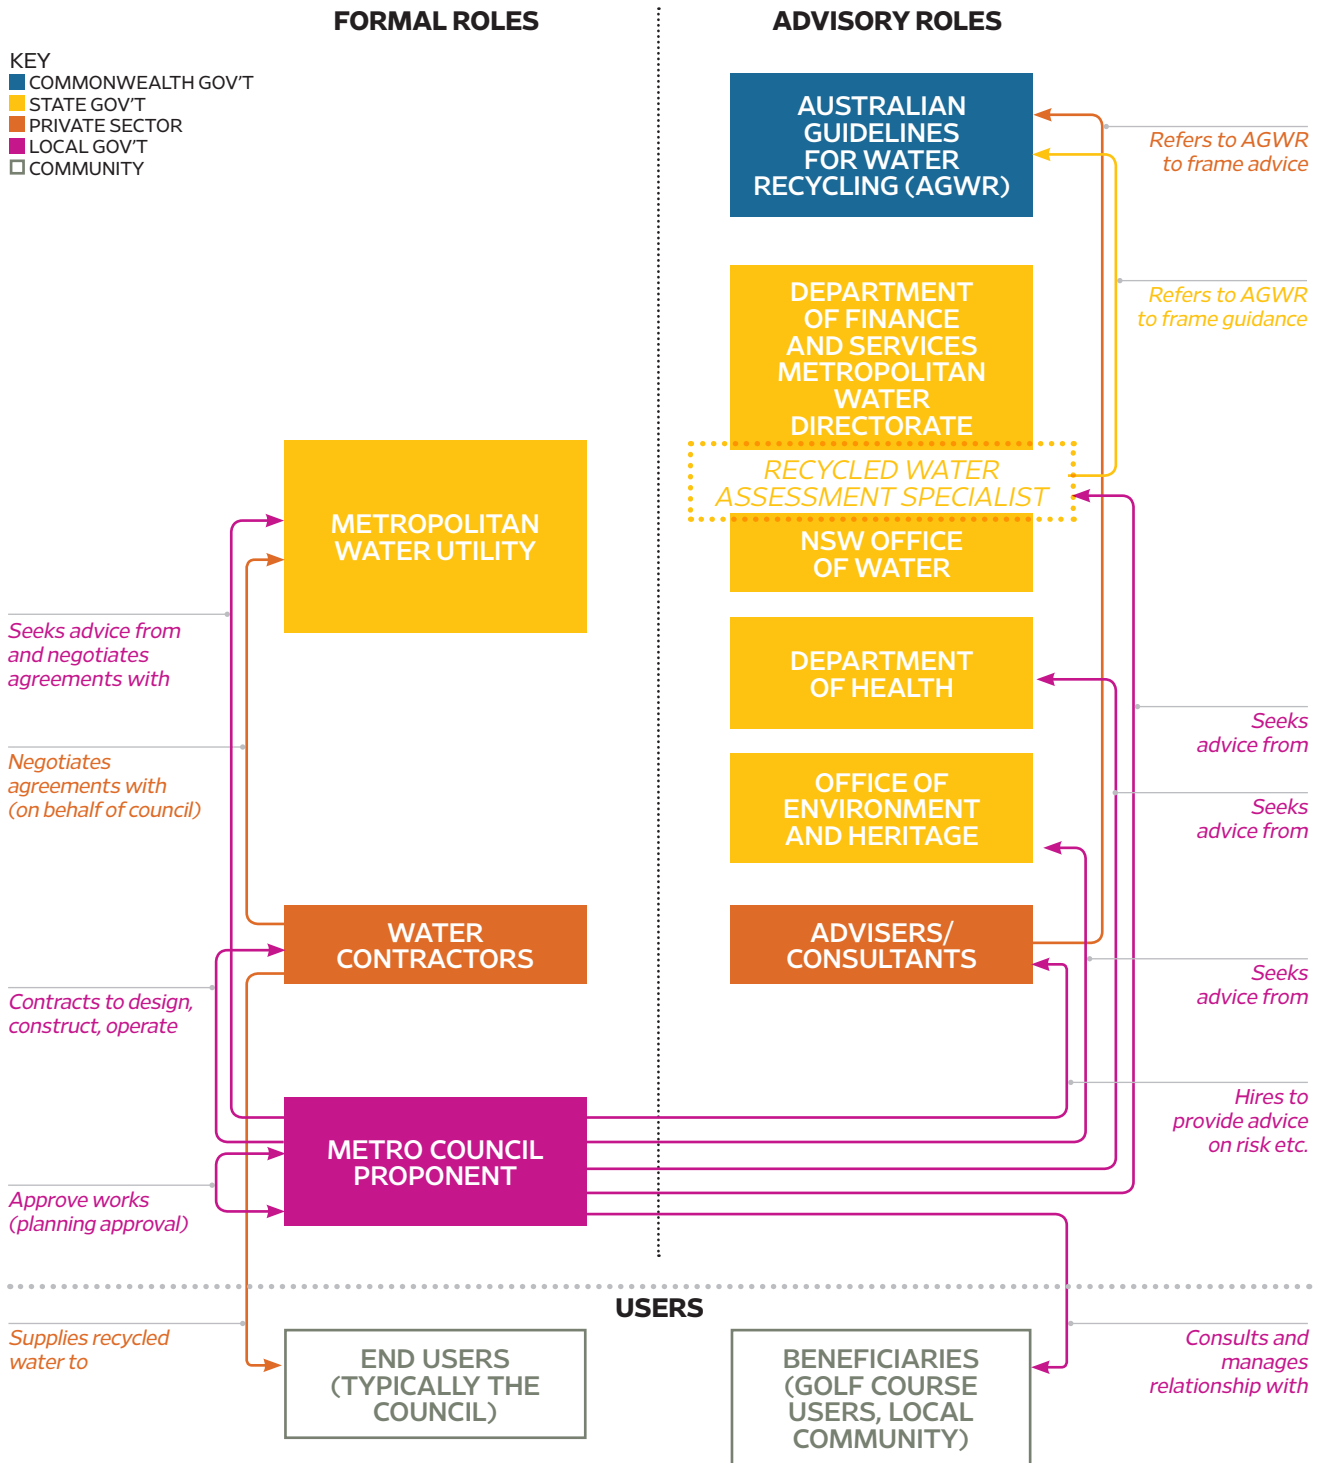 FORMAL ROLES
ADVISORY ROLES
KEY
COMMONWEALTH GOV'T
STATE GOV'T
PRIVATE SECTOR
LOCAL GOV'T
COMMUNITY
AUSTRALIAN
GUIDELINES
FOR WATER
RECYCLING (AGWR)
Refers to AGWR
to frame advice
Refers to AGWR
to frame guidance
DEPARTMENT
OF FINANCE
AND SERVICES
METROPOLITAN
WATER
DIRECTORATE
RECYCLED WATER
ASSESSMENT SPECIALIST
NSW OFFICE
OF WATER
METROPOLITAN
WATER UTILITY
Seeks advice from
and negotiates
agreements with
DEPARTMENT
OF HEALTH
Seeks
advice from
Negotiates
agreements with
(on behalf of council)
OFFICE OF
ENVIRONMENT
AND HERITAGE
Seeks
advice from
WATER
CONTRACTORS
ADVISERS/
CONSULTANTS
Seeks
advice from
Contracts to design,
construct, operate
Hires to
provide advice
on risk etc.
METRO COUNCIL
PROPONENT
Approve works
(planning approval)
USERS
Supplies recycled
water to
END USERS
(TYPICALLY THE
COUNCIL)
BENEFICIARIES
(GOLF COURSE
USERS, LOCAL
COMMUNITY)
Consults and
manages
relationship with